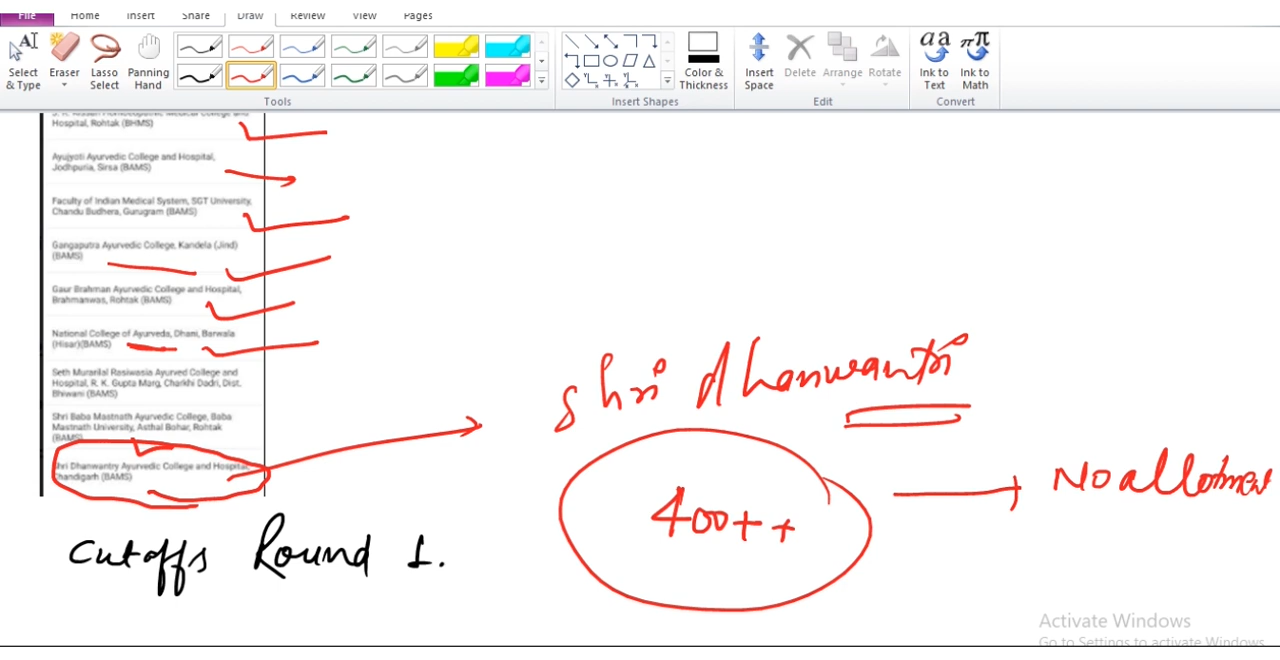 File Home Insert Share Draw Review View Pages
Select & Type
Eraser
Lasso Select
Panning Hand
Color & Thickness
Insert Space
Delete
Arrange
Rotate
Ink to Text
Ink to Math
Tools
Insert Shapes
Edit
Convert
Hospital, Rohtak (BHMS)
Ayujyoti Ayurvedic College and Hospital,
Jodhpuria, Sirsa (BAMS)
Faculty of Indian Medical System, SGT University,
Chandu Budhera, Gurugram (BAMS)
Gangaputra Ayurvedic College, Kandela (Jind)
(BAMS)
Gaur Brahman Ayurvedic College and Hospital,
Brahmanwas, Rohtak (BAMS)
National College of Ayurveda, Dhani, Barwala
(Hisar)(BAMS)
Seth Murarilal Rasiwasia Ayurved College and
Hospital, R. K. Gupta Marg, Charkhi Dadri, Dist.
Bhiwani (BAMS)
Shri Baba Mastnath Ayurvedic College, Baba
Mastnath University, Asthal Bohar, Rohtak
(BAMS)
Shri Dhanwantry Ayurvedic College and Hospital,
Chandigarh (BAMS)
Shri dhanwantri
400++
No allotment
Cutoffs Round 1.
Activate Windows
Go to Settings to activate Windows.